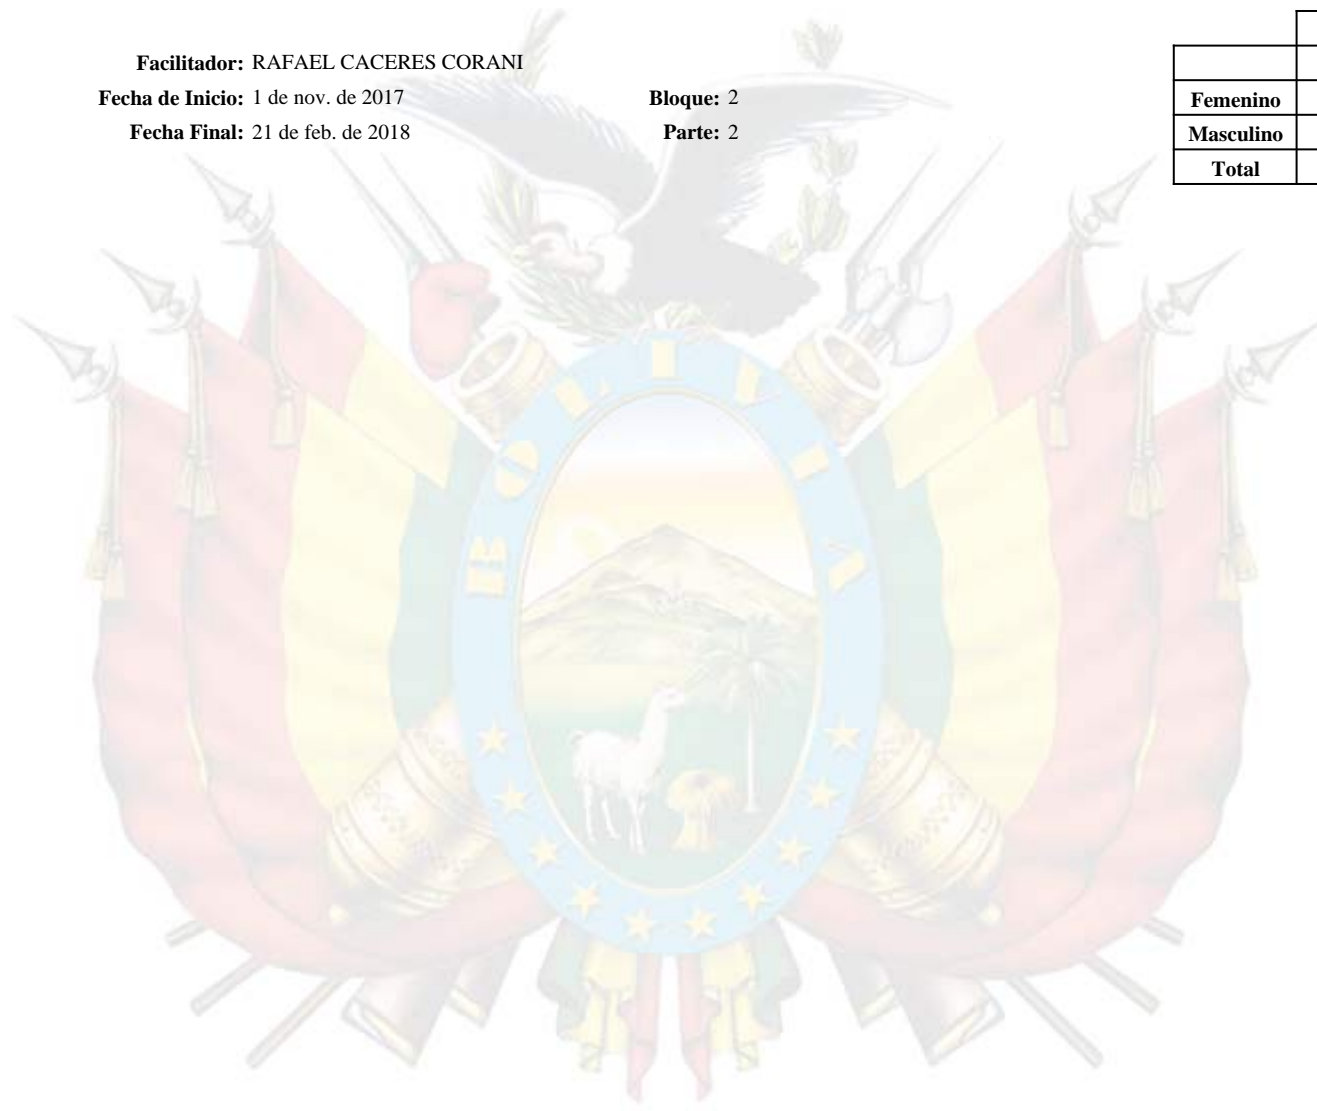 Facilitador: RAFAEL CACERES CORANI
Fecha de Inicio: 1 de nov. de 2017 Bloque: 2
Fecha Final: 21 de feb. de 2018 Parte: 2
Femenino
Masculino
Total
BOLIVIA